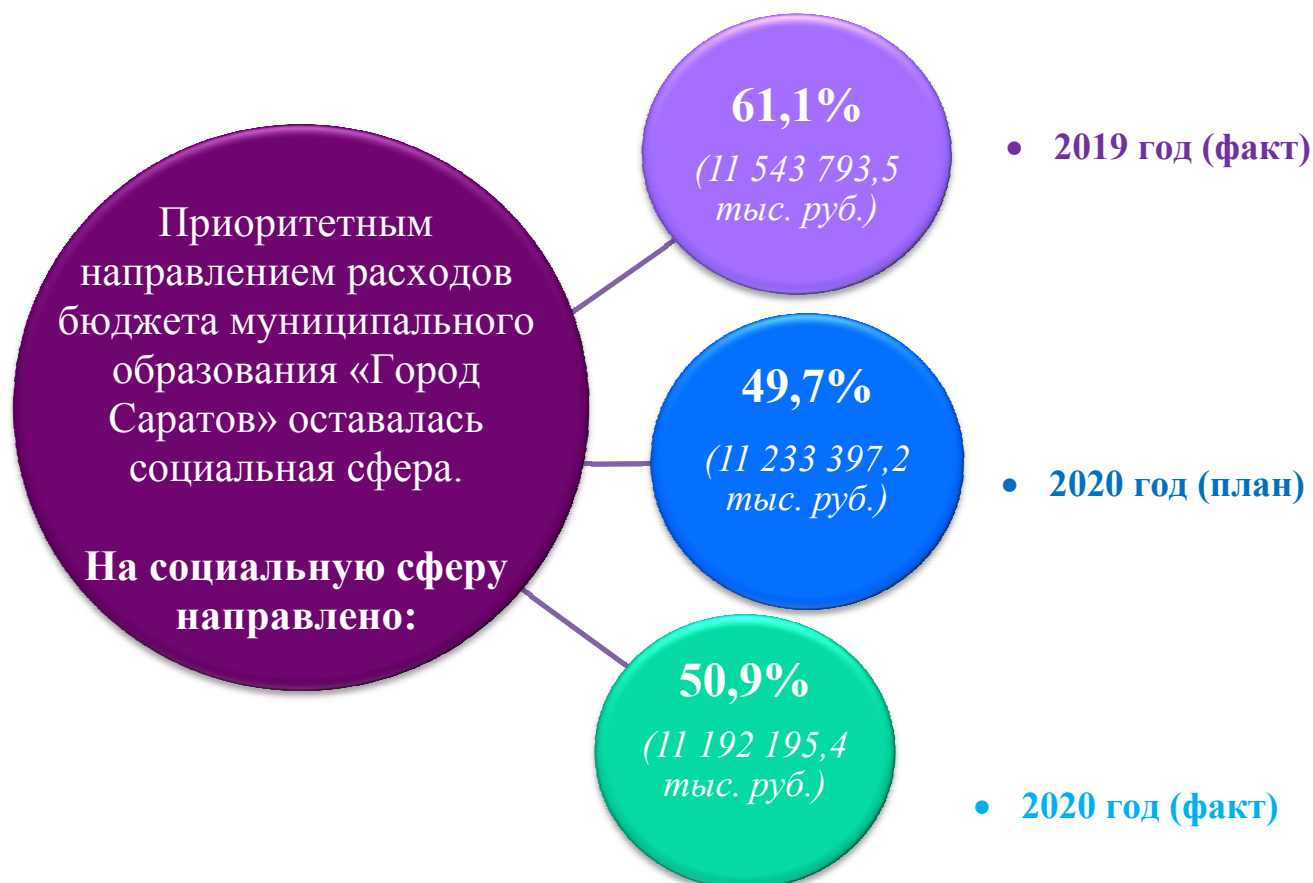 Приоритетным
направлением расходов
бюджета муниципального
образования «Город
Саратов» оставалась
социальная сфера.
На социальную сферу
направлено:
61,1%
(11 543 793,5
тыс. руб.)
• 2019 год (факт)
49,7%
(11 233 397,2
тыс. руб.)
• 2020 год (план)
50,9%
(11 192 195,4
тыс. руб.)
• 2020 год (факт)